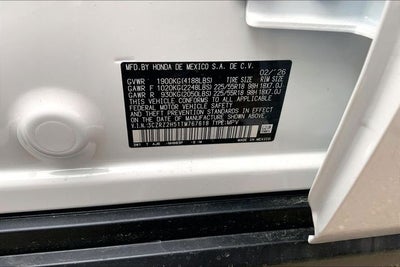 MFD. BY HONDA DE MEXICO S.A. DE C.V.
02/'26
GVWR 1900KG(4188LBS) TIRE SIZE RIM SIZE
GAWR F 1020KG(2248LBS) 225/55R18 98H 18X7.0J
GAWR R 930KG(2050LBS) 225/55R18 98H 18X7.0J
THIS VEHICLE CONFORMS TO ALL APPLICABLE
FEDERAL MOTOR VEHICLE SAFETY AND THEFT
PREVENTION STANDARDS IN EFFECT ON THE
DATE OF MANUFACTURE SHOWN ABOVE.
V.I.N. TYPE:MPV
MADE IN MEXICO